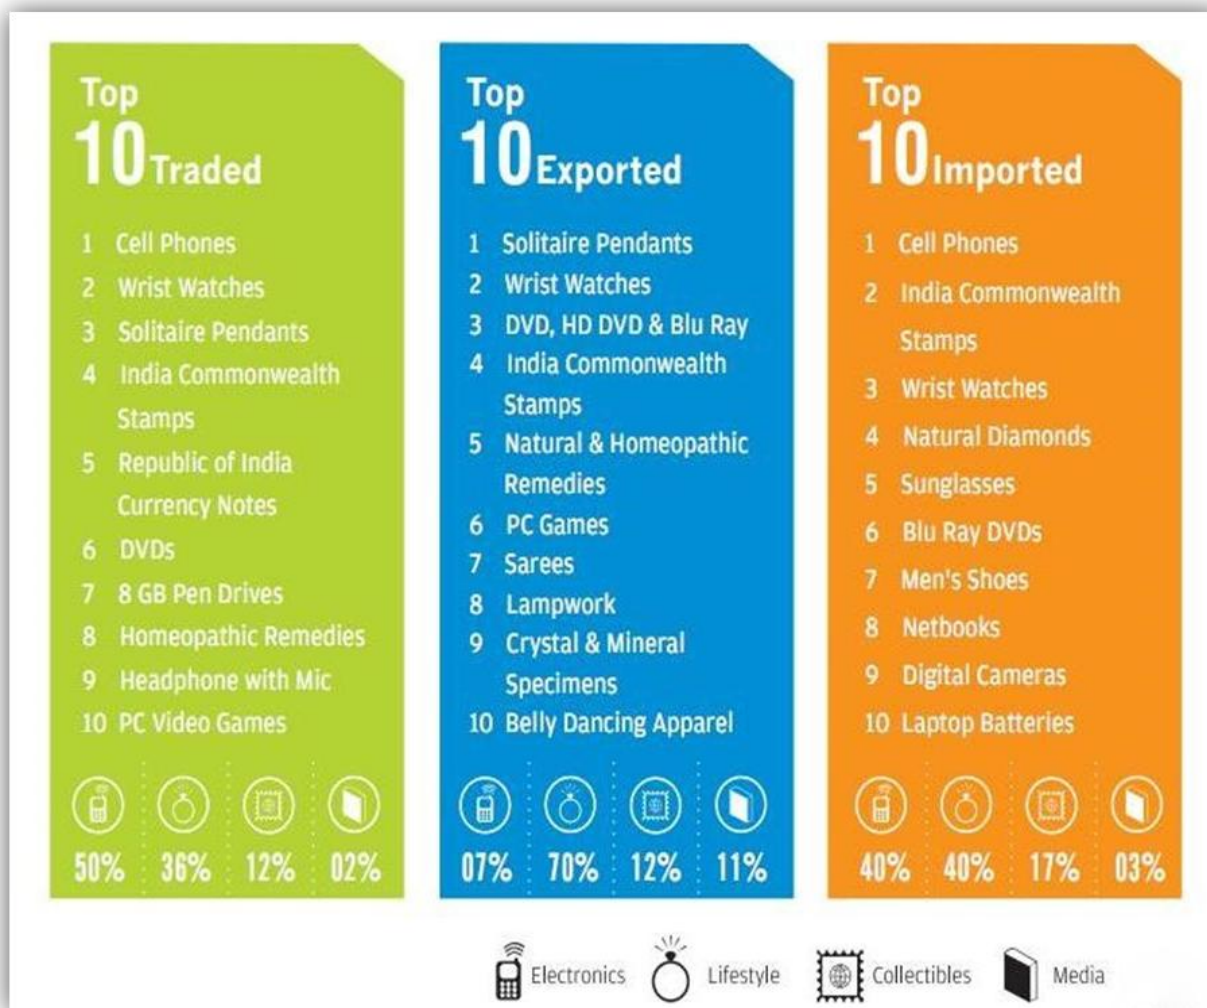 Top
10 Traded
1 Cell Phones
2 Wrist Watches
3 Solitaire Pendants
4 India Commonwealth
Stamps
5 Republic of India
Currency Notes
6 DVDs
7 8 GB Pen Drives
8 Homeopathic Remedies
9 Headphone with Mic
10 PC Video Games
50% 36% 12% 02%
Top
10 Exported
1 Solitaire Pendants
2 Wrist Watches
3 DVD, HD DVD & Blu Ray
4 India Commonwealth
Stamps
5 Natural & Homeopathic
Remedies
6 PC Games
7 Sarees
8 Lampwork
9 Crystal & Mineral
Specimens
10 Belly Dancing Apparel
07% 70% 12% 11%
Top
10 Imported
1 Cell Phones
2 India Commonwealth
Stamps
3 Wrist Watches
4 Natural Diamonds
5 Sunglasses
6 Blu Ray DVDs
7 Men's Shoes
8 Netbooks
9 Digital Cameras
10 Laptop Batteries
40% 40% 17% 03%
Electronics Lifestyle Collectibles Media